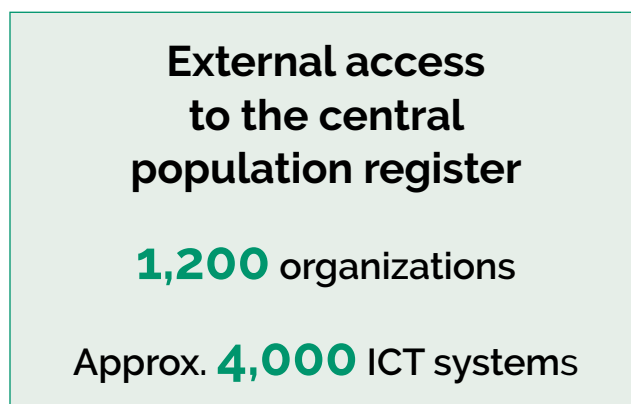 External access
to the central
population register
1,200 organizations
Approx. 4,000 ICT systems